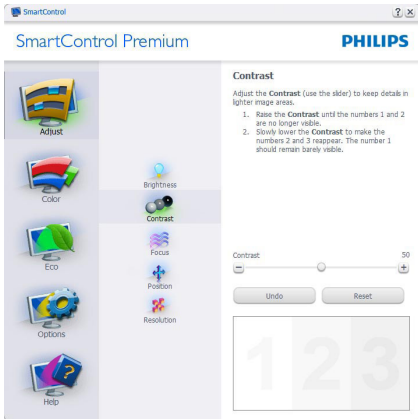 SmartControl
? ×
SmartControl Premium
PHILIPS
Adjust
Color
Eco
Options
Help
Brightness
Contrast
Focus
Position
Resolution
Contrast
Adjust the Contrast (use the slider) to keep details in
lighter image areas.
1. Raise the Contrast until the numbers 1 and 2
are no longer visible.
2. Slowly lower the Contrast to make the
numbers 2 and 3 reappear. The number 1
should remain barely visible.
Contrast 50
Undo Reset
1 2 3